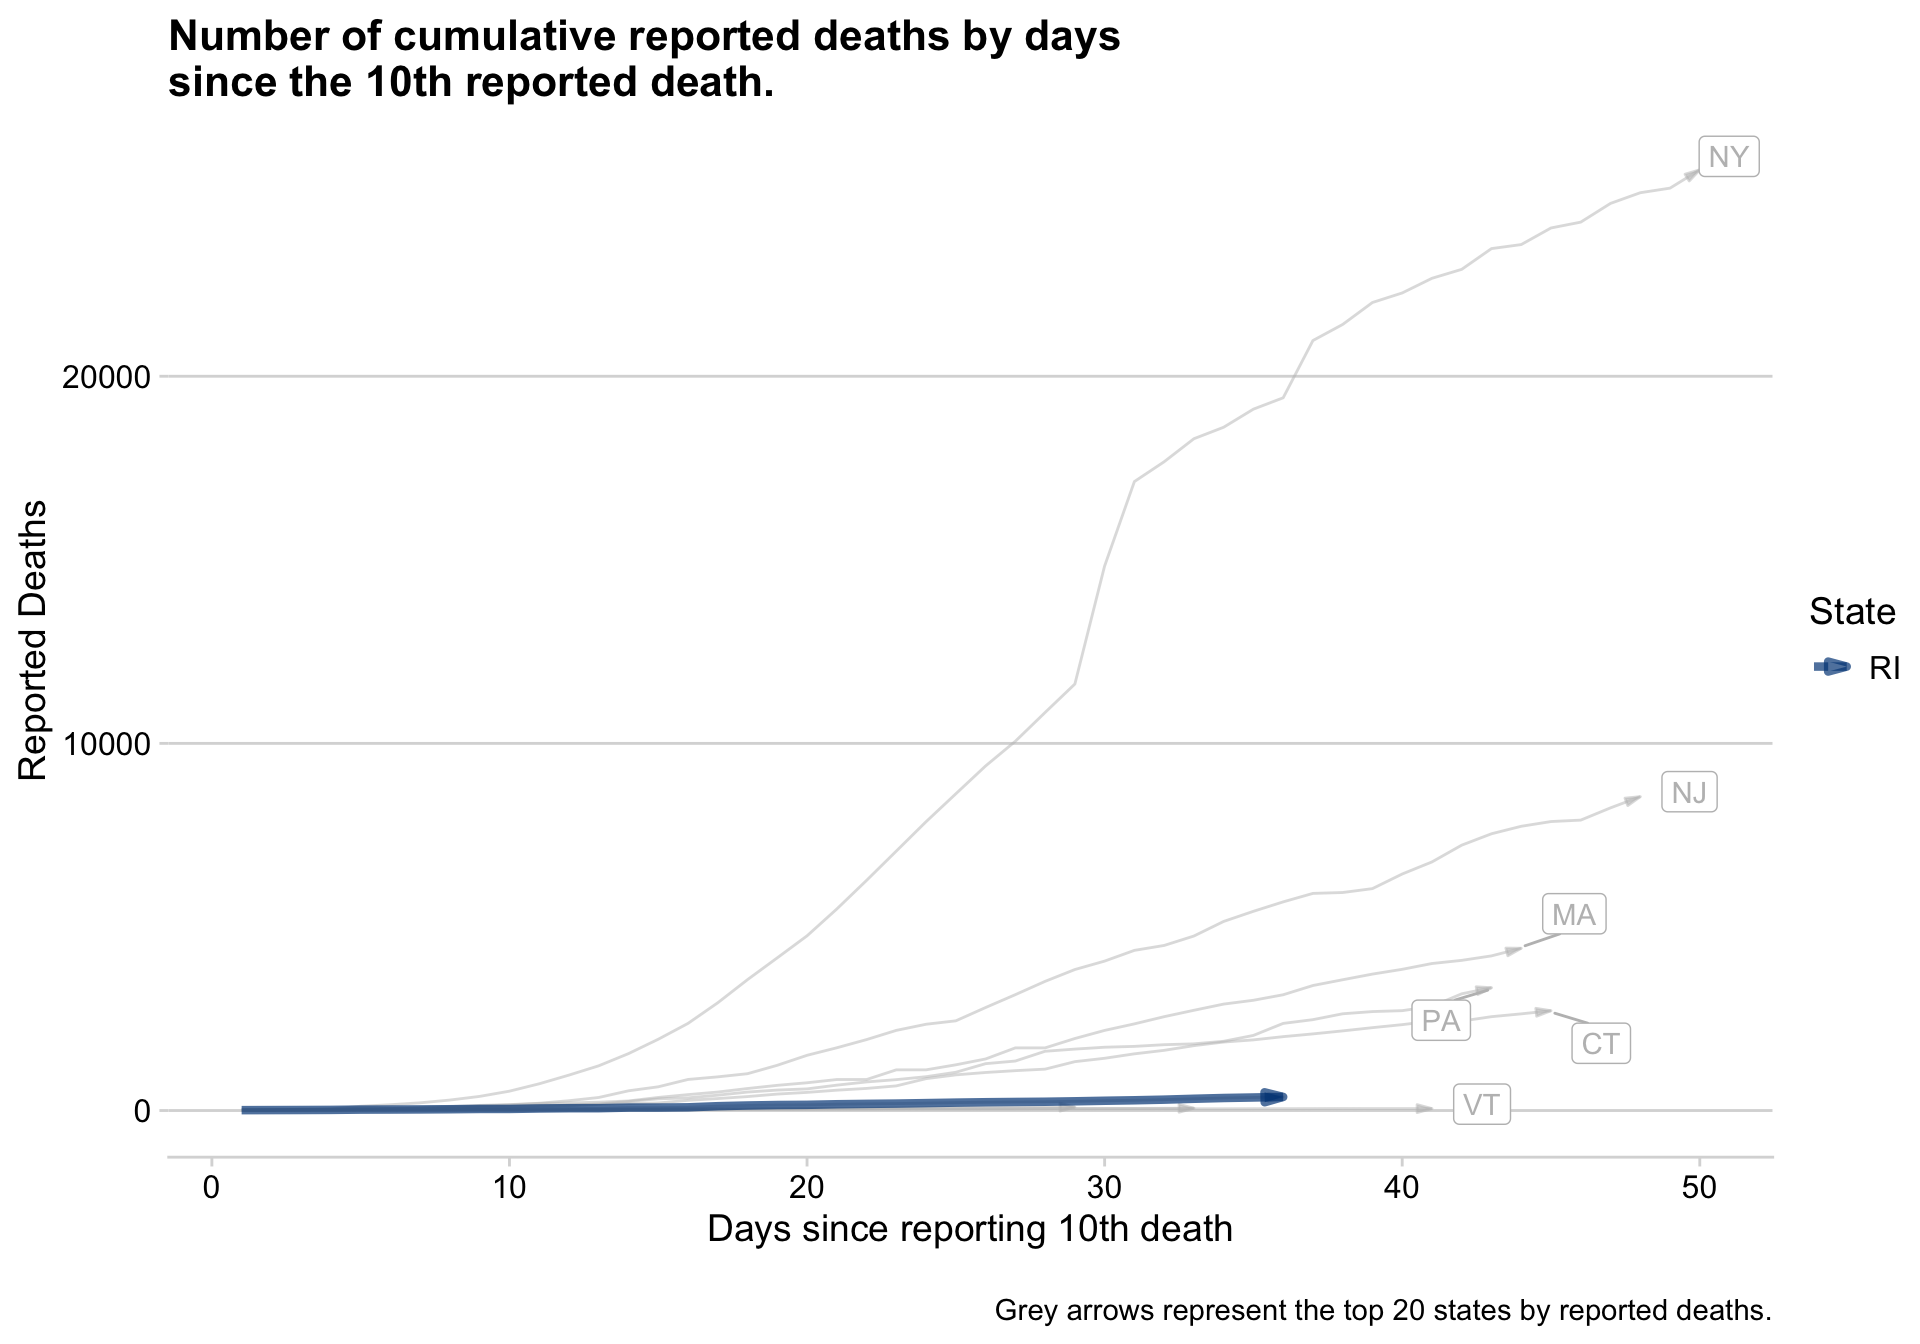 Number of cumulative reported deaths by days
since the 10th reported death.
NY
20000
Reported Deaths
State
RI
10000
NJ
MA
PA
CT
VT
0
0 10 20 30 40 50
Days since reporting 10th death
Grey arrows represent the top 20 states by reported deaths.